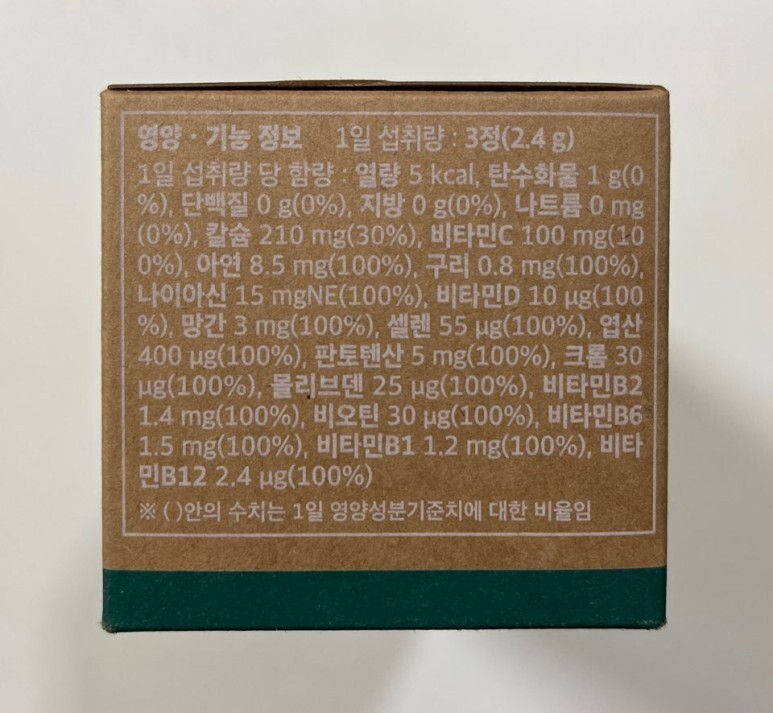 영양 · 기능 정보 1일 섭취량 : 3정(2.4 g)
1일 섭취량 당 함량 : 열량 5 kcal, 탄수화물 1 g(0
%), 단백질 0 g(0%), 지방 0 g(0%), 나트륨 0 mg
(0%), 칼슘 210 mg(30%), 비타민C 100 mg(10
0%), 아연 8.5 mg(100%), 구리 0.8 mg(100%),
나이아신 15 mgNE(100%), 비타민D 10 µg(100
%), 망간 3 mg(100%), 셀렌 55 µg(100%), 엽산
400 µg(100%), 판토텐산 5 mg(100%), 크롬 30
µg(100%), 몰리브덴 25 µg(100%), 비타민B2
1.4 mg(100%), 비오틴 30 µg(100%), 비타민B6
1.5 mg(100%), 비타민B1 1.2 mg(100%), 비타
민B12 2.4 µg(100%)
※ ( )안의 수치는 1일 영양성분기준치에 대한 비율임